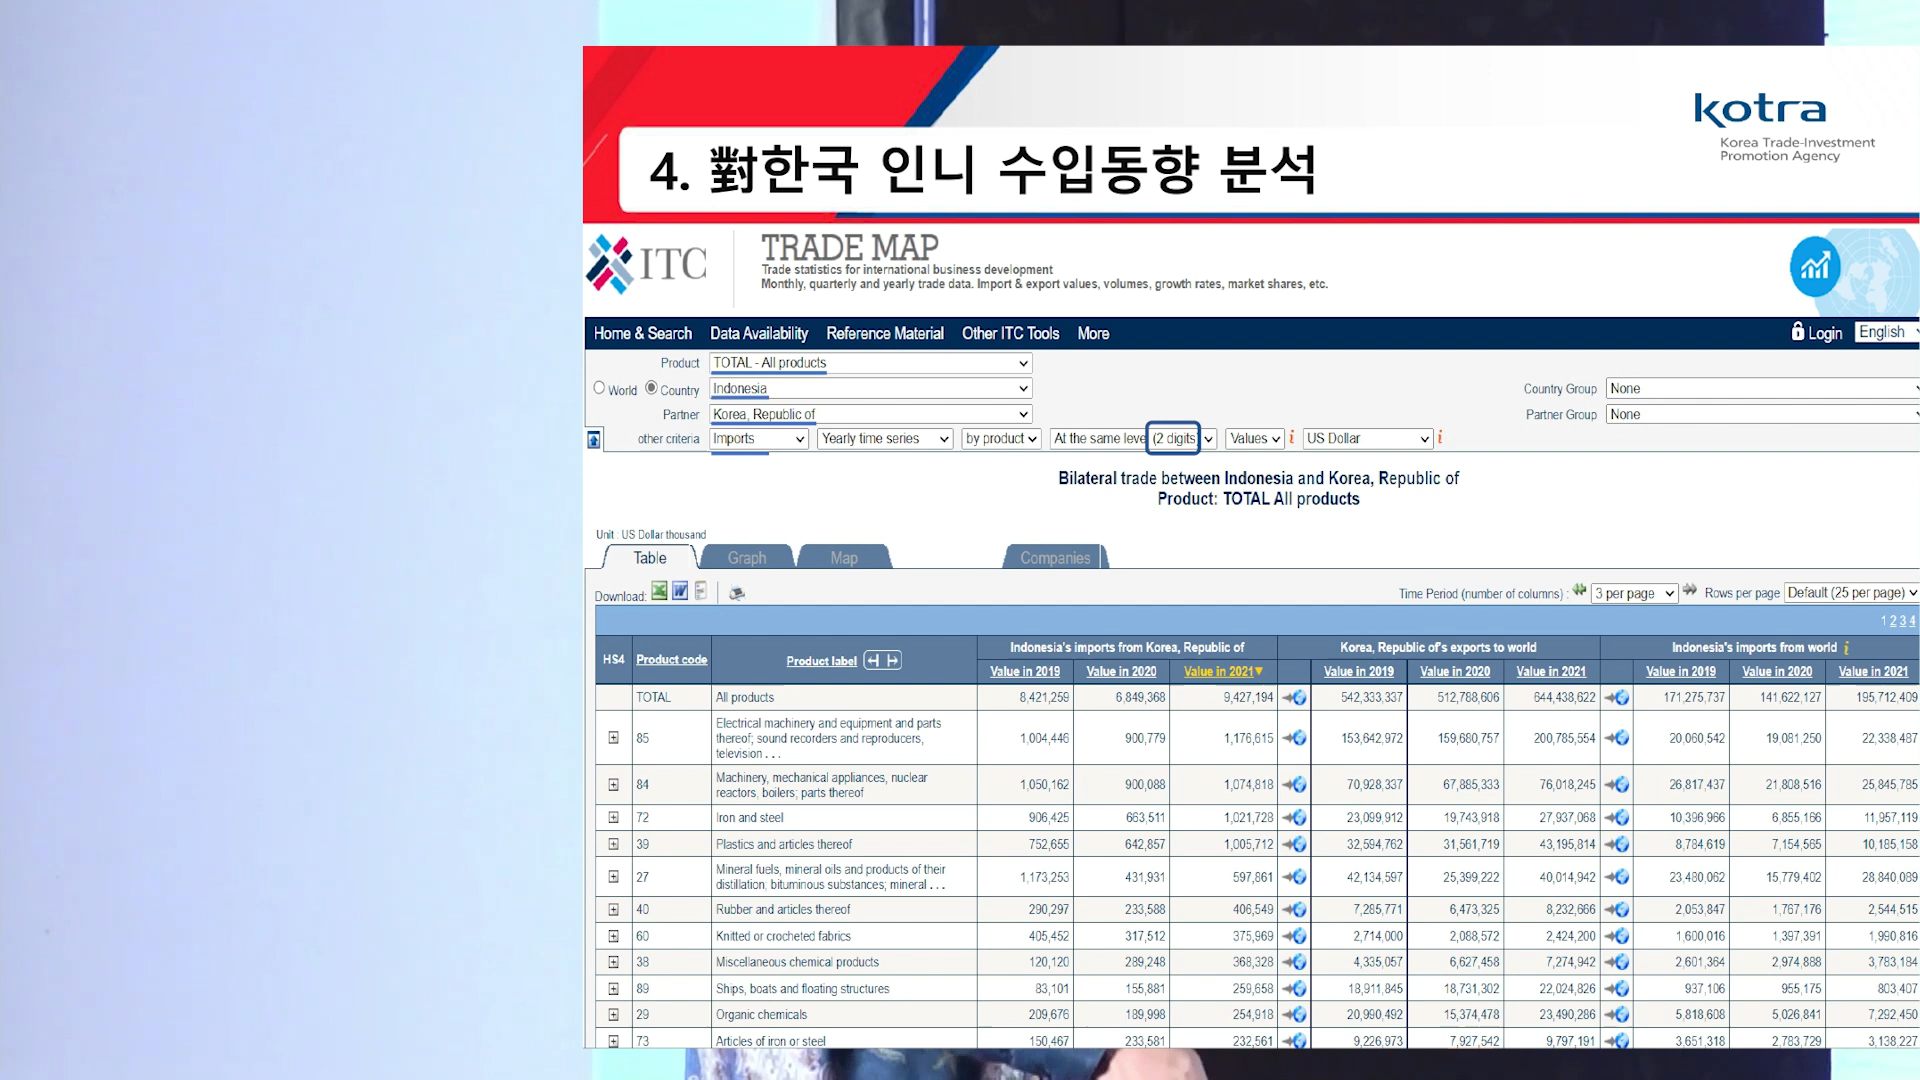 kotra
Korea Trade-Investment
Promotion Agency
4. 對한국 인니 수입동향 분석
ITC
TRADE MAP
Trade statistics for international business development
Monthly, quarterly and yearly trade data. Import & export values, volumes, growth rates, market shares, etc.
Home & Search Data Availability Reference Material Other ITC Tools More Login English
Product TOTAL - All products
World Country Indonesia Country Group None
Partner Korea, Republic of Partner Group None
other criteria Imports Yearly time series by product At the same leve (2 digits) Values i US Dollar i
Bilateral trade between Indonesia and Korea, Republic of
Product: TOTAL All products
Unit : US Dollar thousand
Table Graph Map Companies
Download: Time Period (number of columns) : 3 per page Rows per page Default (25 per page)
1 2 3 4
HS4 Product code Product label Indonesia's imports from Korea, Republic of Korea, Republic of's exports to world Indonesia's imports from world i
Value in 2019 Value in 2020 Value in 2021 Value in 2019 Value in 2020 Value in 2021 Value in 2019 Value in 2020 Value in 2021
TOTAL All products 8,421,259 6,849,368 9,427,194 542,333,337 512,788,606 644,438,622 171,275,737 141,622,127 195,712,409
85 Electrical machinery and equipment and parts thereof; sound recorders and reproducers, television . . . 1,004,446 900,779 1,176,615 153,642,972 159,680,757 200,785,554 20,060,542 19,081,250 22,338,487
84 Machinery, mechanical appliances, nuclear reactors, boilers; parts thereof 1,050,162 900,088 1,074,818 70,928,337 67,885,333 76,018,245 26,817,437 21,808,516 25,845,785
72 Iron and steel 906,425 663,511 1,021,728 23,099,912 19,743,918 27,937,068 10,396,966 6,855,166 11,957,119
39 Plastics and articles thereof 752,655 642,857 1,005,712 32,594,762 31,561,719 43,195,814 8,784,619 7,154,565 10,185,158
27 Mineral fuels, mineral oils and products of their distillation; bituminous substances; mineral . . . 1,173,253 431,931 597,861 42,134,597 25,399,222 40,014,942 23,480,062 15,779,402 28,840,089
40 Rubber and articles thereof 290,297 233,588 406,549 7,285,771 6,473,325 8,232,666 2,053,847 1,767,176 2,544,515
60 Knitted or crocheted fabrics 405,452 317,512 375,969 2,714,000 2,088,572 2,424,200 1,600,016 1,397,391 1,990,816
38 Miscellaneous chemical products 120,120 289,248 368,328 4,335,057 6,627,458 7,274,942 2,601,364 2,974,888 3,783,184
89 Ships, boats and floating structures 83,101 155,881 259,658 18,911,845 18,731,302 22,024,826 937,106 955,175 803,407
29 Organic chemicals 209,676 189,998 254,918 20,990,492 15,374,478 23,490,286 5,818,608 5,026,841 7,292,450
73 Articles of iron or steel 150,467 233,581 232,561 9,226,973 7,927,542 9,797,191 3,651,318 2,783,729 3,138,227